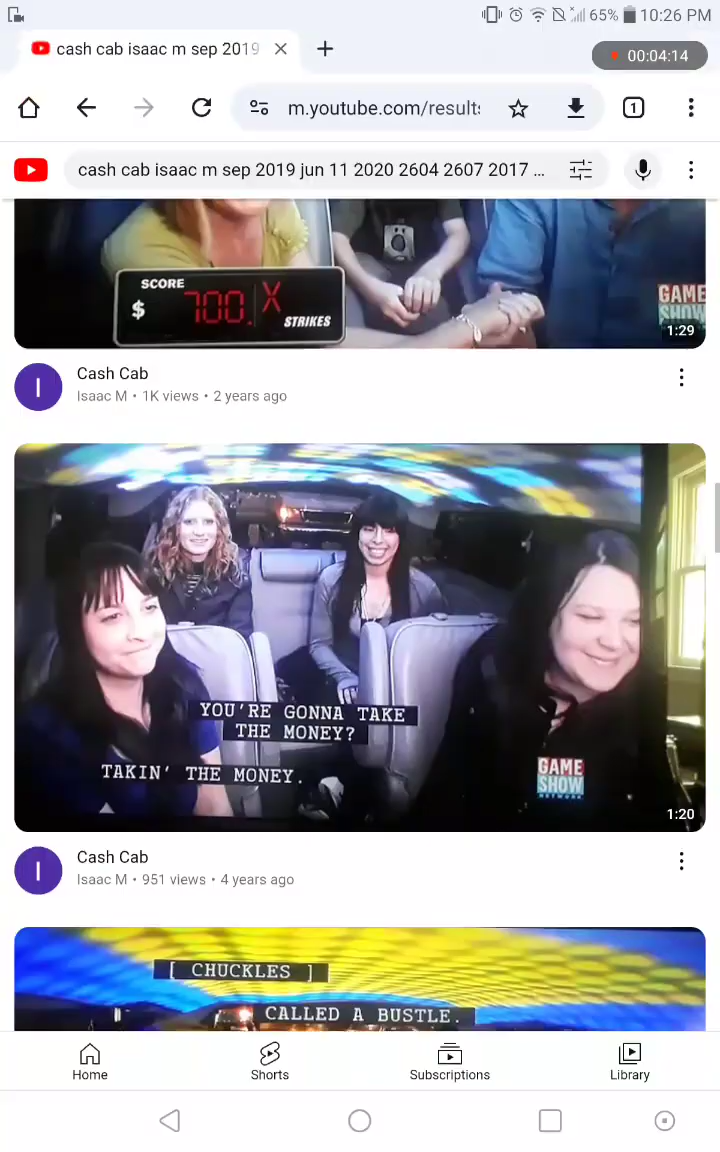 65% 10:26 PM
cash cab isaac m sep 2019
00:04:14
1
m.youtube.com/results
cash cab isaac m sep 2019 jun 11 2020 2604 2607 2017 ...
SCORE
$ 700. X
STRIKES
GAME
SHOW
1:29
I
Cash Cab
Isaac M • 1K views • 2 years ago
YOU'RE GONNA TAKE
THE MONEY?
TAKIN' THE MONEY.
GAME
SHOW
NETWORK
1:20
I
Cash Cab
Isaac M • 951 views • 4 years ago
[ CHUCKLES ]
CALLED A BUSTLE.
Home
Shorts
Subscriptions
Library